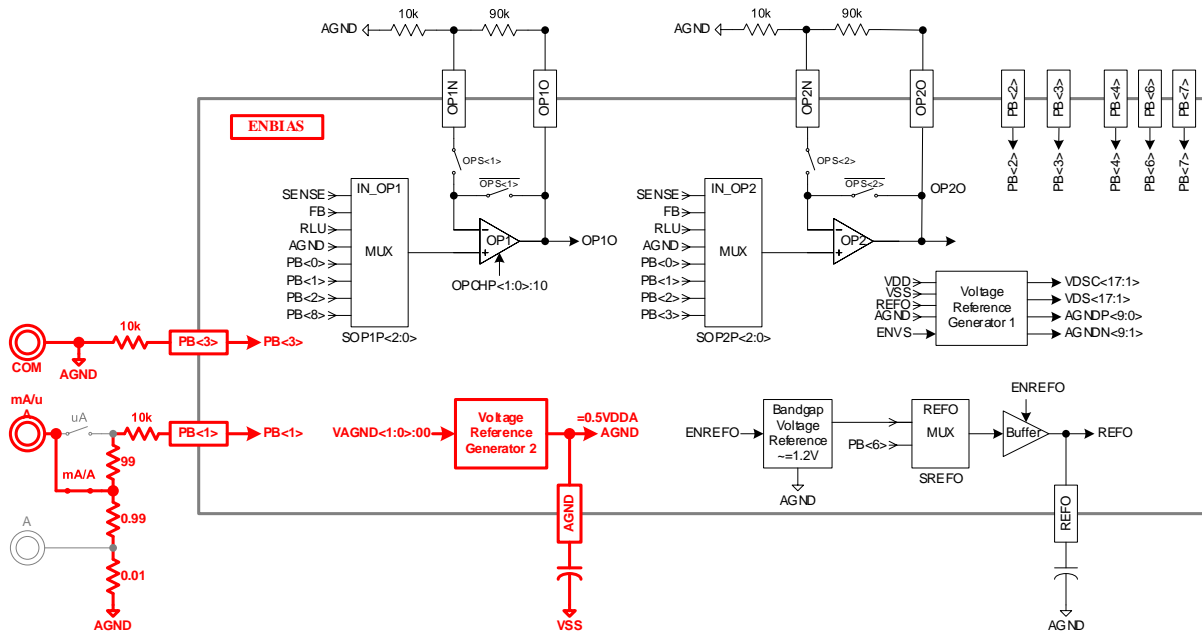 10k
90k
AGND
10k
90k
AGND
OP1N
OP1O
OP2N
OP2O
PB<2>
PB<3>
PB<4>
PB<6>
PB<7>
ENBIAS
OPS<1>
OPS<1>
OPS<2>
OPS<2>
PB<2>
PB<3>
PB<4>
PB<6>
PB<7>
SENSE
FB
RLU
AGND
PB<0>
PB<1>
PB<2>
PB<8>
IN_OP1
MUX
SOP1P<2:0>
OP1
OP1O
OPCHP<1:0>:10
SENSE
FB
RLU
AGND
PB<0>
PB<1>
PB<2>
PB<3>
IN_OP2
MUX
SOP2P<2:0>
OP2
OP2O
VDD
VSS
REFO
AGND
ENVS
Voltage
Reference
Generator 1
VDSC<17:1>
VDS<17:1>
AGNDP<9:0>
AGNDN<9:1>
COM
AGND
10k
PB<3>
PB<3>
mA/u
A
uA
10k
PB<1>
PB<1>
99
mA/A
0.99
A
0.01
AGND
VAGND<1:0>:00
Voltage
Reference
Generator 2
=0.5VDDA
AGND
AGND
VSS
ENREFO
Bandgap
Voltage
Reference
~=1.2V
AGND
PB<6>
REFO
MUX
SREFO
ENREFO
Buffer
REFO
REFO
AGND